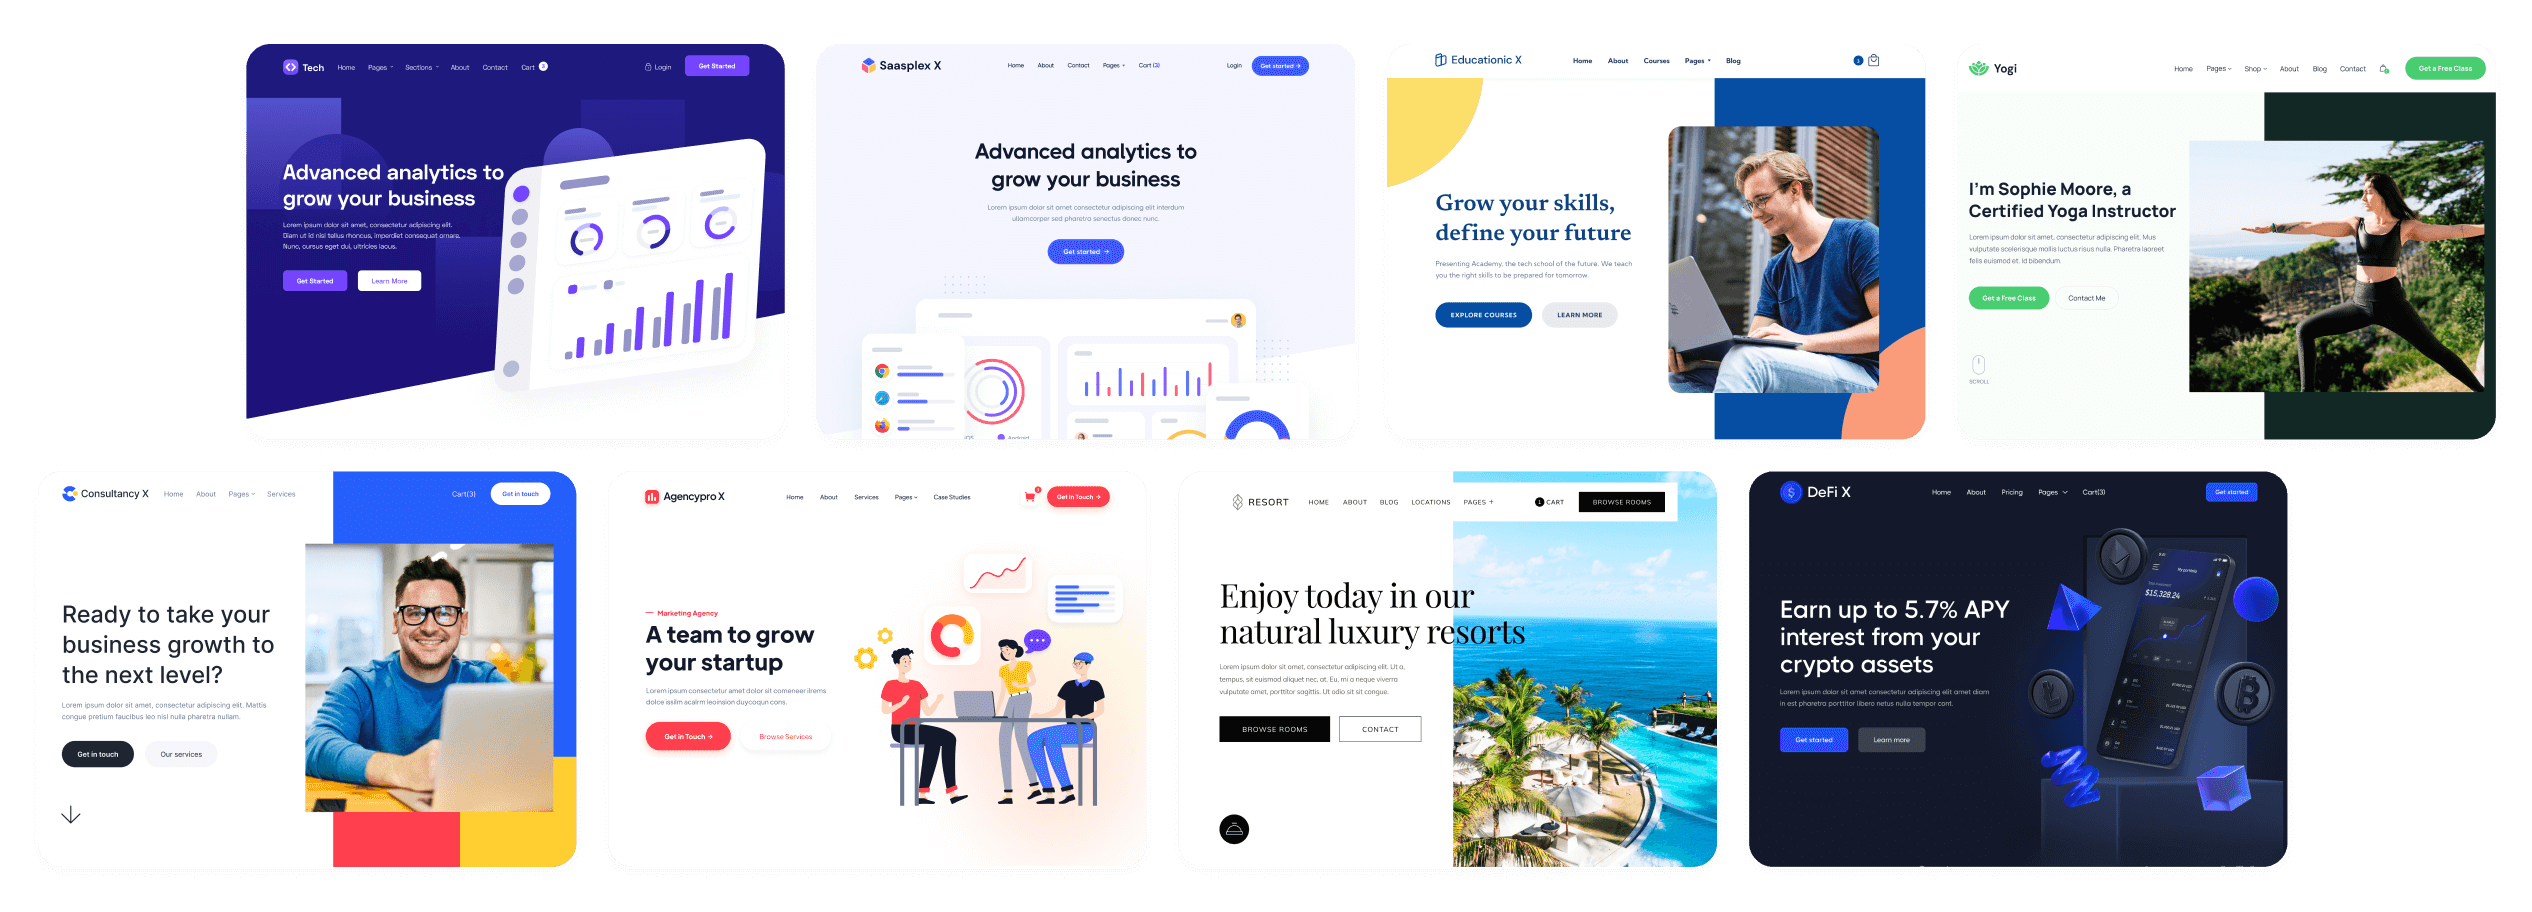 Tech
Home Pages Sections About Contact Cart 3
Login Get Started
Advanced analytics to
grow your business
Lorem ipsum dolor sit amet, consectetur adipiscing elit.
Diam ut id nisl tellus rhoncus, imperdiet consequat ornare.
Nunc, cursus eget dui, ultricies lacus.
Get Started Learn More
Saasplex X
Home About Contact Pages + Cart (3)
Login Get started →
Advanced analytics to
grow your business
Lorem ipsum dolor sit amet consectetur adipiscing elit interdum
ullamcorper sed pharetra senectus donec nunc.
Get started →
iOS Android
Educationic X
Home About Courses Pages Blog
3
Grow your skills,
define your future
Presenting Academy, the tech school of the future. We teach
you the right skills to be prepared for tomorrow.
EXPLORE COURSES LEARN MORE
Yogi
Home Pages Shop About Blog Contact
Get a Free Class
I'm Sophie Moore, a
Certified Yoga Instructor
Lorem ipsum dolor sit amet, consectetur adipiscing elit. Mus
vulputate scelerisque mollis luctus risus nulla. Pharetra laoreet
felis euismod et. Id bibendum.
Get a Free Class Contact Me
SCROLL
Consultancy X
Home About Pages Services
Cart(3) Get in touch
Ready to take your
business growth to
the next level?
Lorem ipsum dolor sit amet, consectetur adipiscing elit. Mattis
congue pretium faucibus leo nisl nulla pharetra nullam.
Get in touch Our services
Agencypro X
Home About Services Pages Case Studies
Get in Touch →
Marketing Agency
A team to grow
your startup
Lorem ipsum consectetur amet dolor sit comeneer ilrems
dolce issilm acalrm leoinsion duycoqun cons.
Get in Touch → Browse Services
RESORT
HOME ABOUT BLOG LOCATIONS PAGES +
CART BROWSE ROOMS
Enjoy today in our
natural luxury resorts
Lorem ipsum dolor sit amet, consectetur adipiscing elit. Ut a,
tempus, sit euismod aliquet nec, at. Eu, mi a neque viverra
vulputate amet, porttitor sagittis. Ut odio sit sit congue.
BROWSE ROOMS CONTACT
DeFi X
Home About Pricing Pages Cart(3)
Get started
Earn up to 5.7% APY
interest from your
crypto assets
Lorem ipsum dolor sit amet consectetur adipiscing elit amet diam
in est pharetra porttitor libero netus nulla tempor cont.
Get started Learn more
My portfolio
$15,328.24